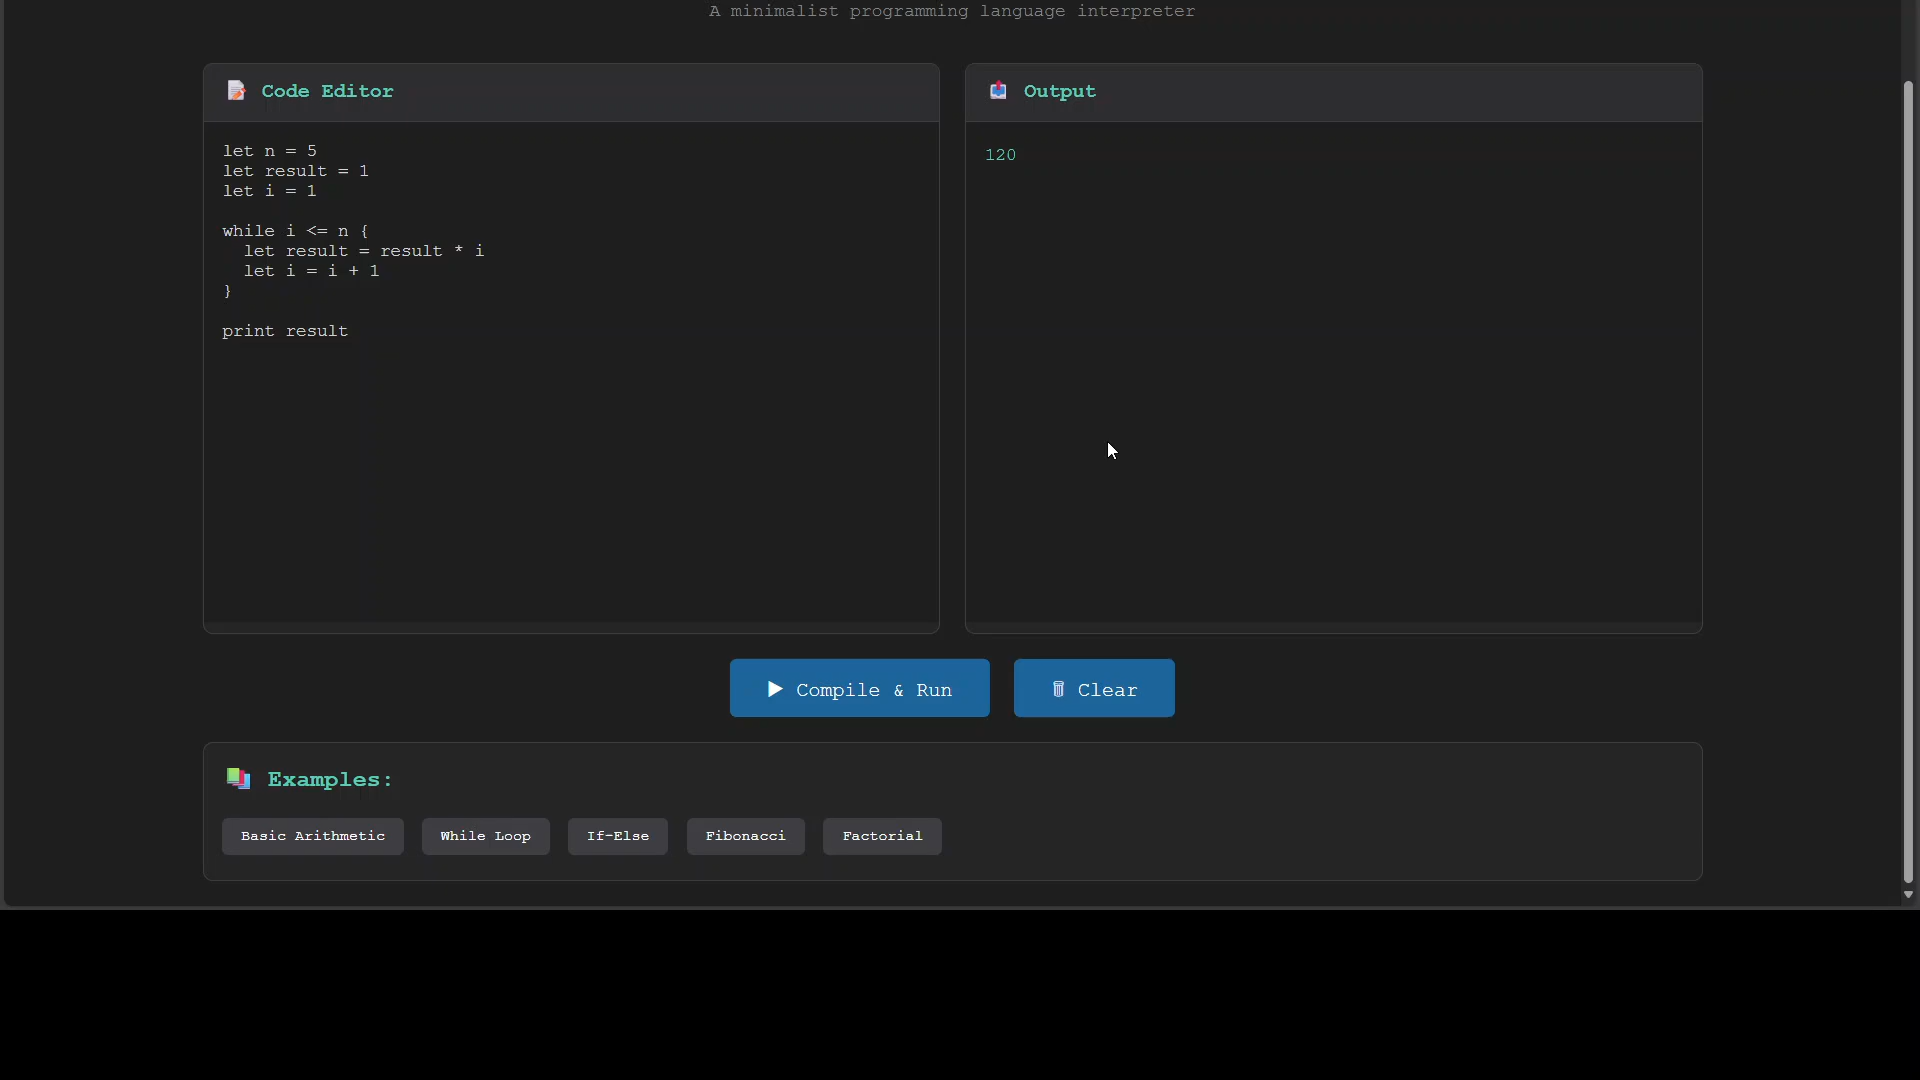 A minimalist programming language interpreter
Code Editor
let n = 5
let result = 1
let i = 1
while i <= n {
  let result = result * i
  let i = i + 1
}
print result
Output
120
Compile & Run
Clear
Examples:
Basic Arithmetic
While Loop
If-Else
Fibonacci
Factorial